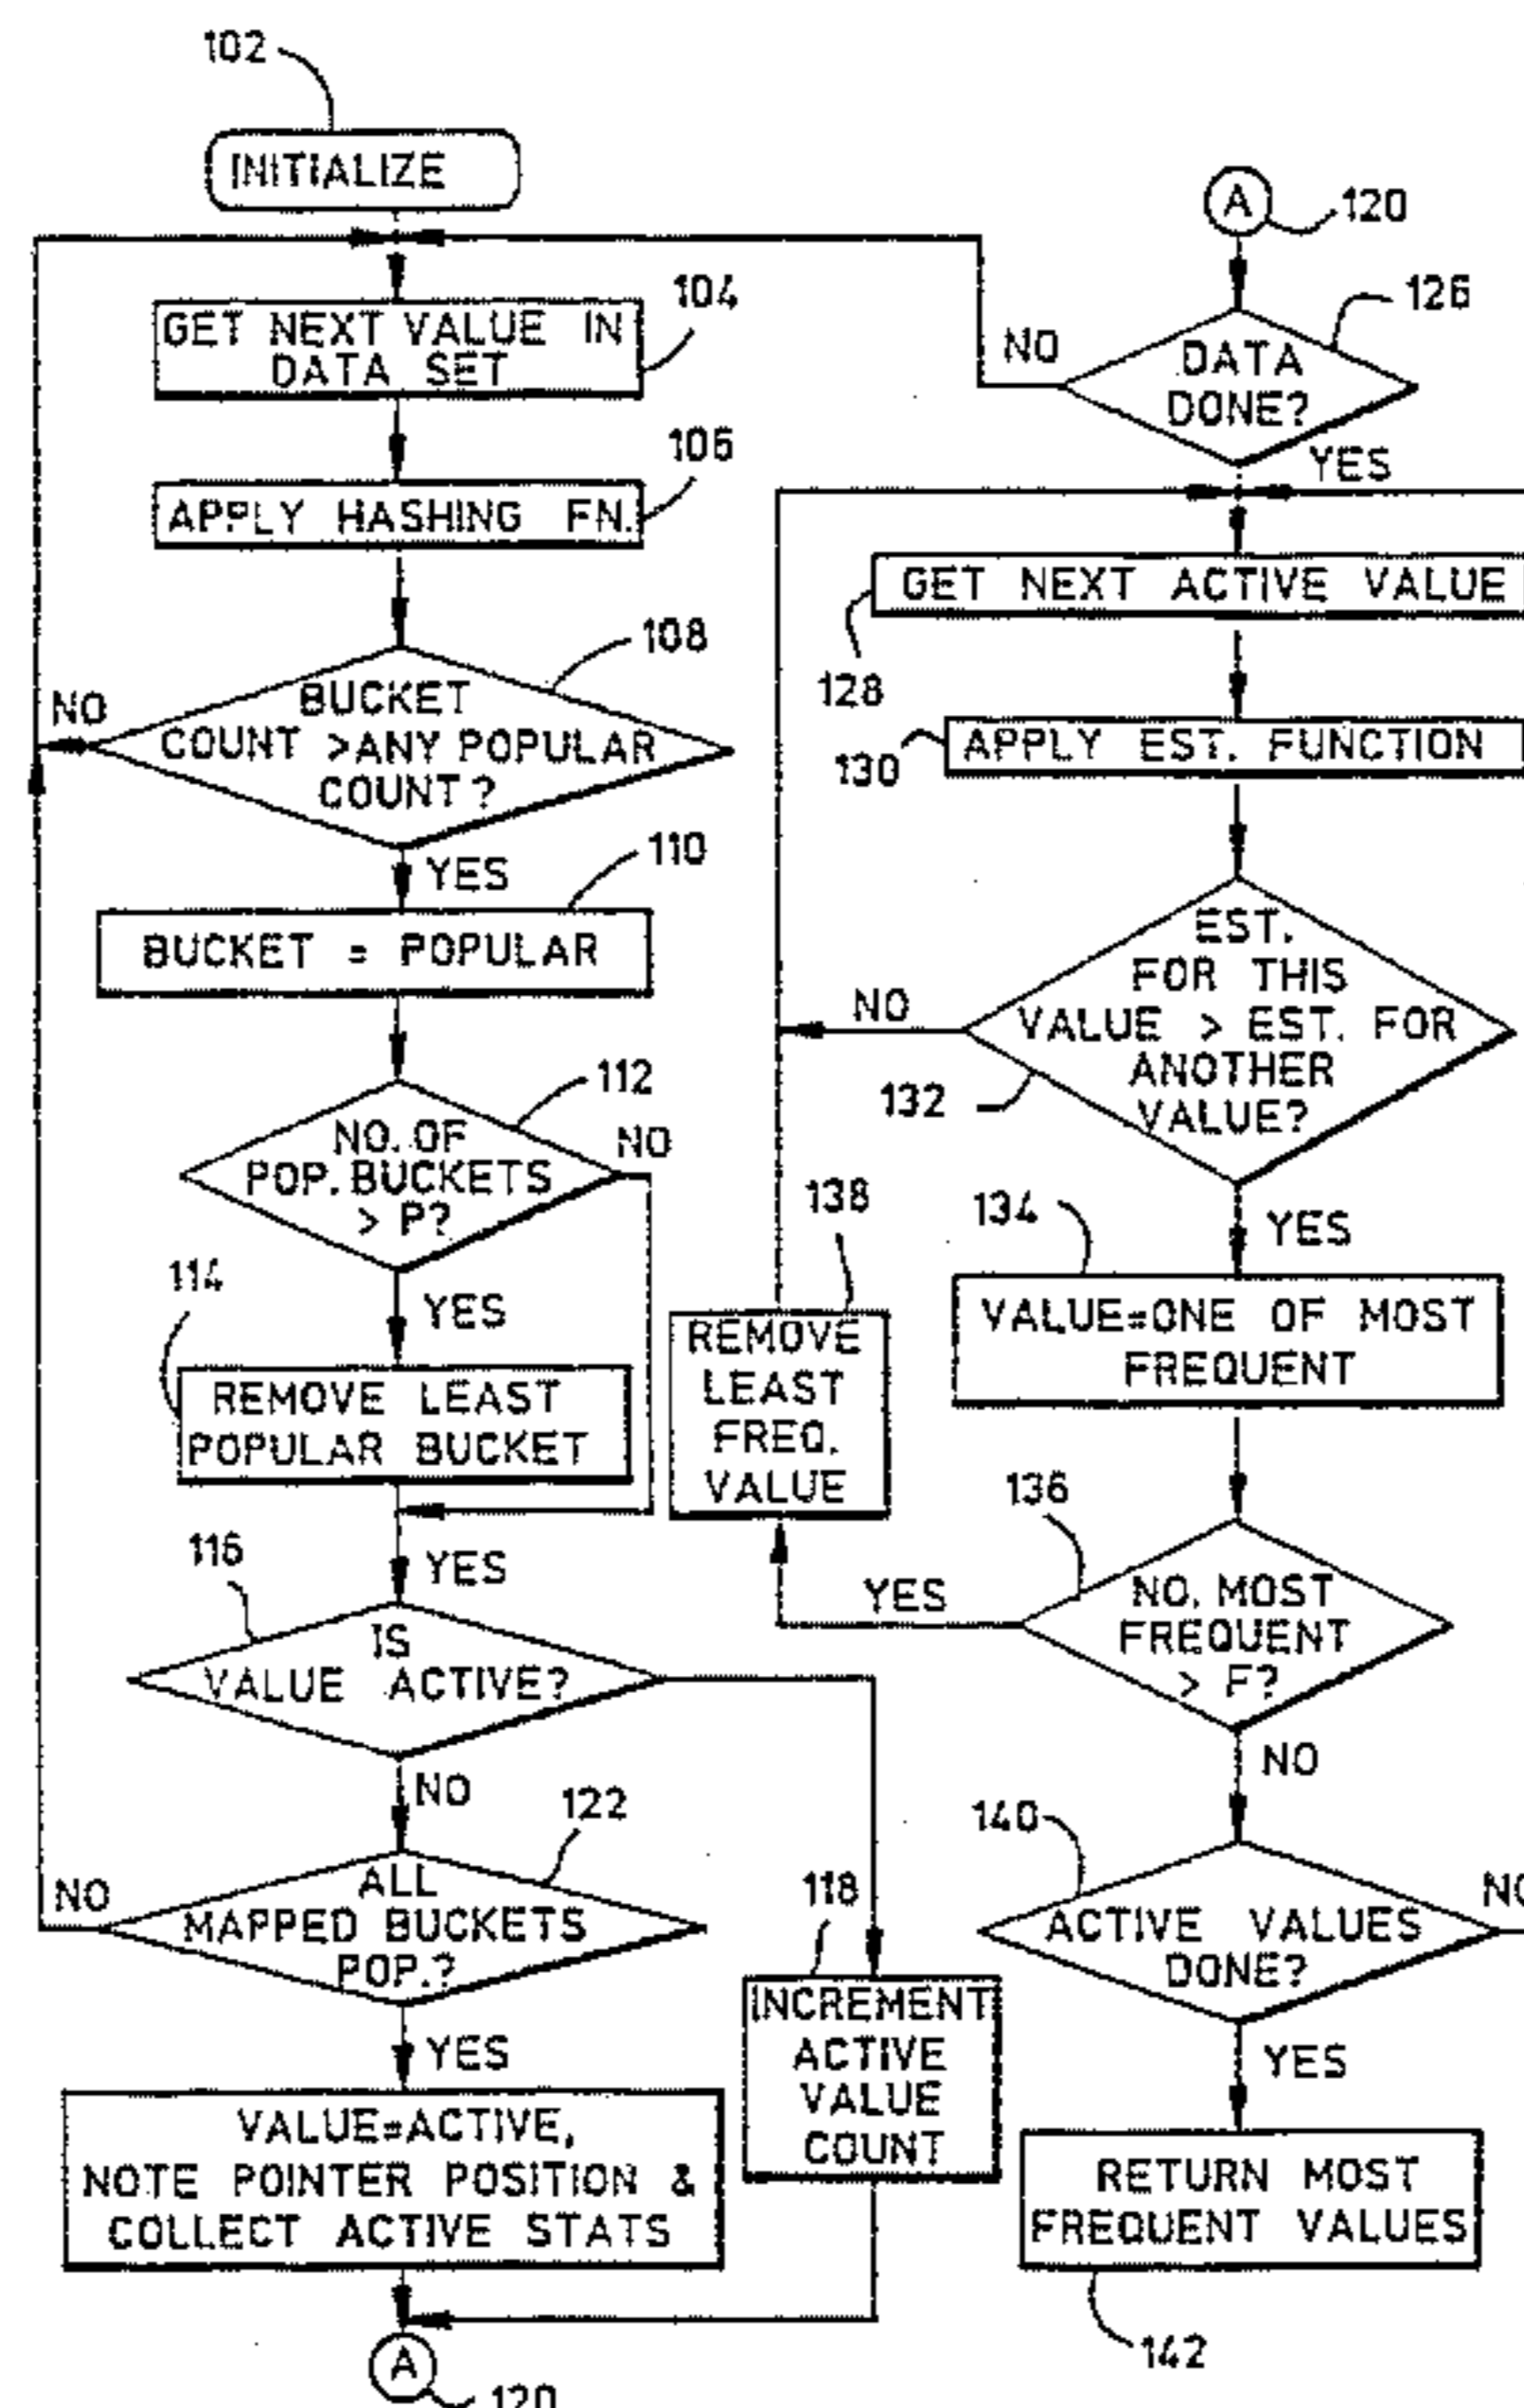 102
INITIALIZE
104
GET NEXT VALUE IN
DATA SET
106
APPLY HASHING FN.
108
BUCKET
COUNT >ANY POPULAR
COUNT?
NO
YES
110
BUCKET = POPULAR
112
NO. OF
POP. BUCKETS
> P?
NO
YES
114
REMOVE LEAST
POPULAR BUCKET
YES
116
IS
VALUE ACTIVE?
NO
122
ALL
MAPPED BUCKETS
POP.?
NO
YES
VALUE=ACTIVE,
NOTE POINTER POSITION &
COLLECT ACTIVE STATS
118
INCREMENT
ACTIVE
VALUE
COUNT
A
120
A
120
126
DATA
DONE?
NO
YES
GET NEXT ACTIVE VALUE
128
APPLY EST. FUNCTION
130
EST.
FOR THIS
VALUE > EST. FOR
ANOTHER
VALUE?
NO
132
YES
134
VALUE=ONE OF MOST
FREQUENT
138
REMOVE
LEAST
FREQ.
VALUE
136
NO. MOST
FREQUENT
> F?
YES
NO
140
ACTIVE VALUES
DONE?
NO
YES
RETURN MOST
FREQUENT VALUES
142